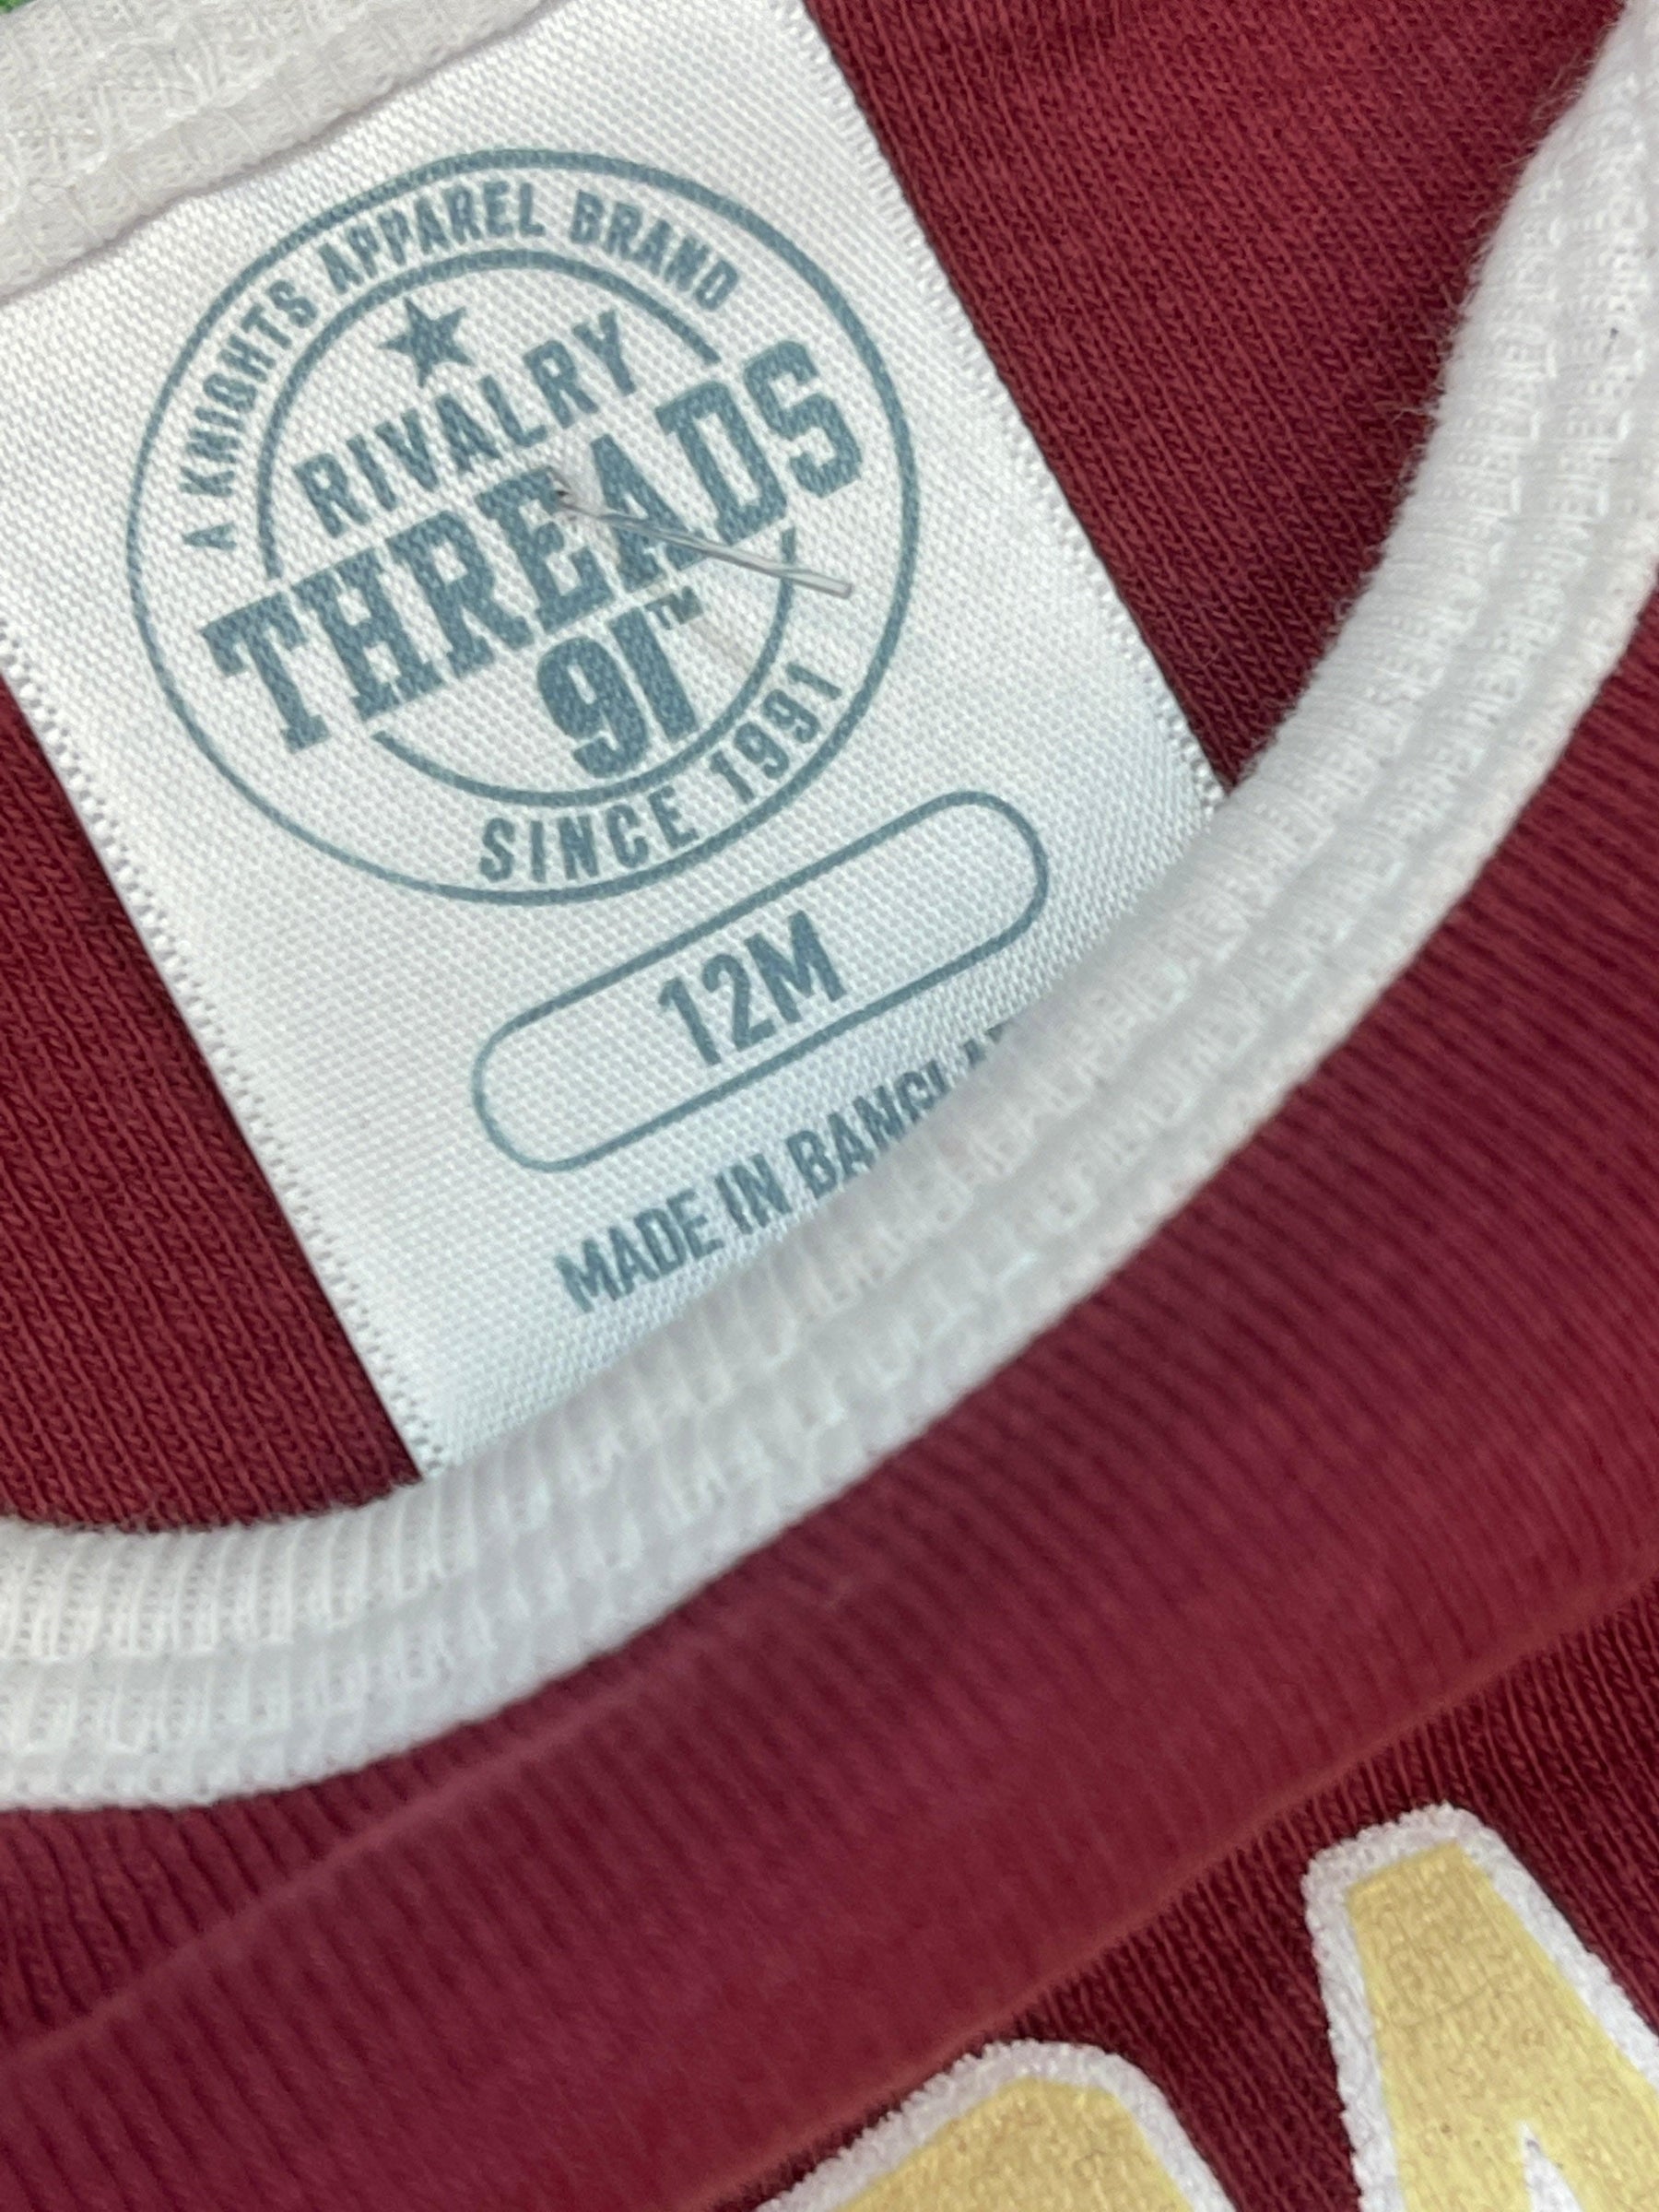 A KNIGHTS APPAREL BRAND
RIVALRY
THREADS
91™
SINCE 1991
12M
MADE IN